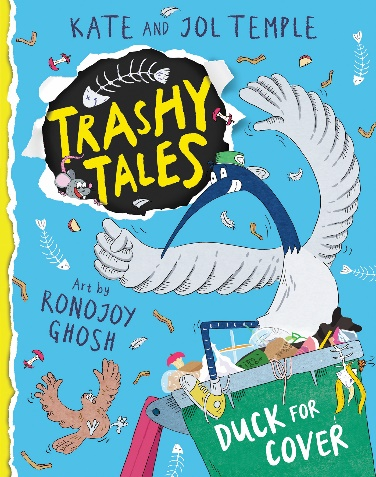 KATE AND JOL TEMPLE
TRASHY
TALES
Art by
RONOJOY
GHOSH
DUCK FOR
COVER